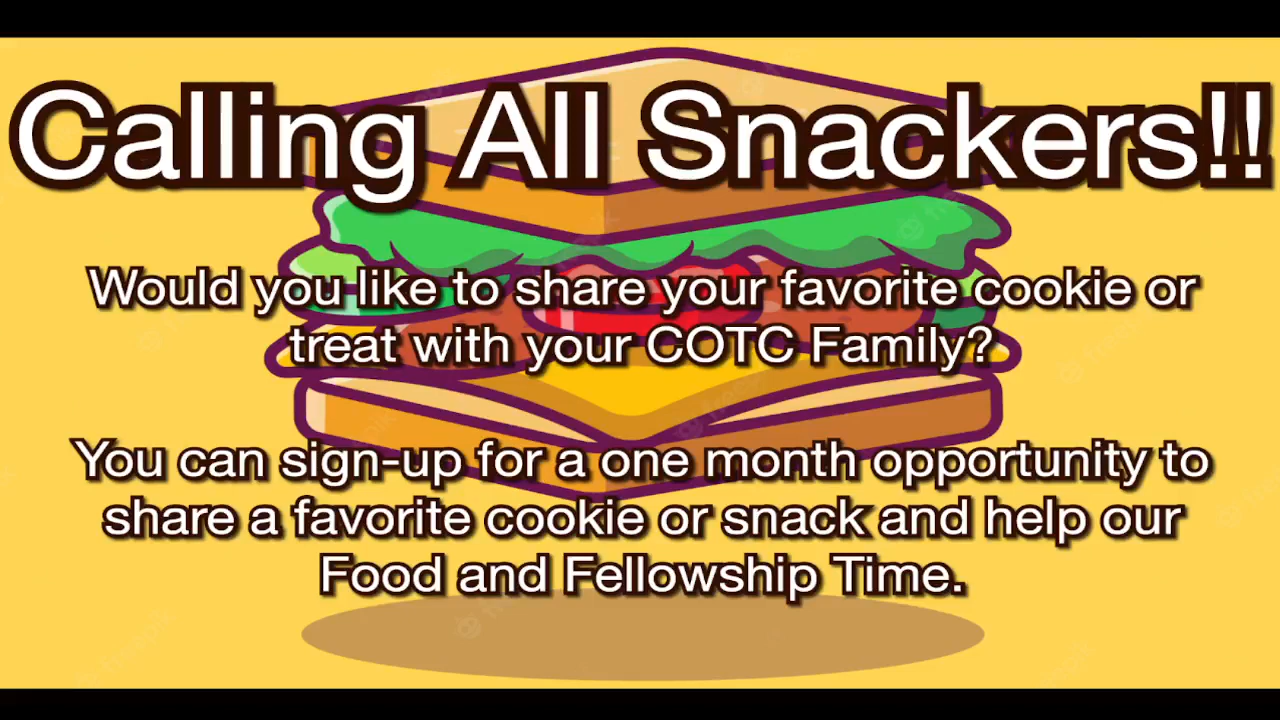 Calling All Snackers!!
Would you like to share your favorite cookie or
treat with your COTC Family?
You can sign-up for a one month opportunity to
share a favorite cookie or snack and help our
Food and Fellowship Time.